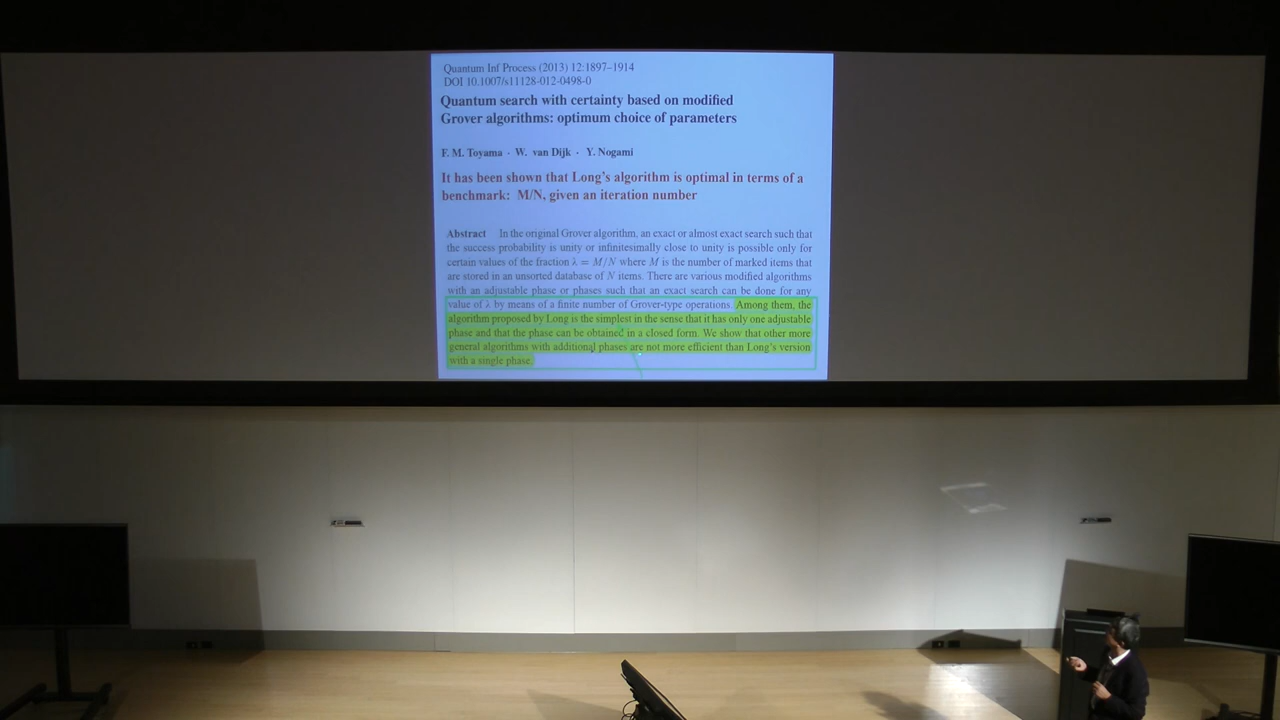 Quantum Inf Process (2013) 12:1897–1914
DOI 10.1007/s11128-012-0498-0
Quantum search with certainty based on modified
Grover algorithms: optimum choice of parameters
F. M. Toyama · W. van Dijk · Y. Nogami
It has been shown that Long's algorithm is optimal in terms of a
benchmark: M/N, given an iteration number
Abstract In the original Grover algorithm, an exact or almost exact search such that
the success probability is unity or infinitesimally close to unity is possible only for
certain values of the fraction λ = M/N where M is the number of marked items that
are stored in an unsorted database of N items. There are various modified algorithms
with an adjustable phase or phases such that an exact search can be done for any
value of λ by means of a finite number of Grover-type operations. Among them, the
algorithm proposed by Long is the simplest in the sense that it has only one adjustable
phase and that the phase can be obtained in a closed form. We show that other more
general algorithms with additional phases are not more efficient than Long's version
with a single phase.